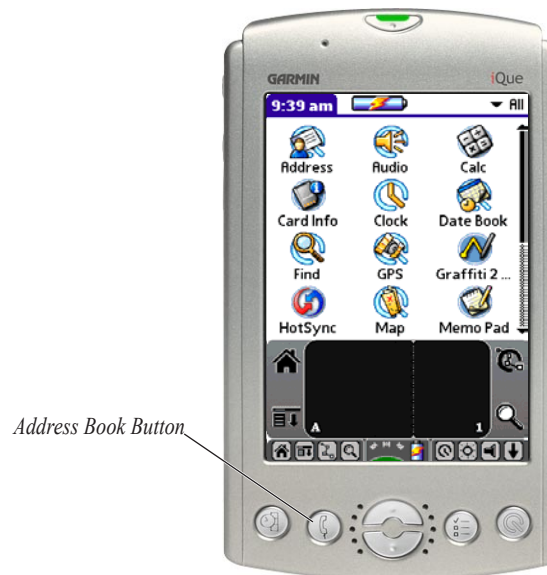 GARMIN
iQue
9:39 am
All
Address Audio Calc
Card Info Clock Date Book
Find GPS Graffiti 2 ...
HotSync Map Memo Pad
A 1
Address Book Button